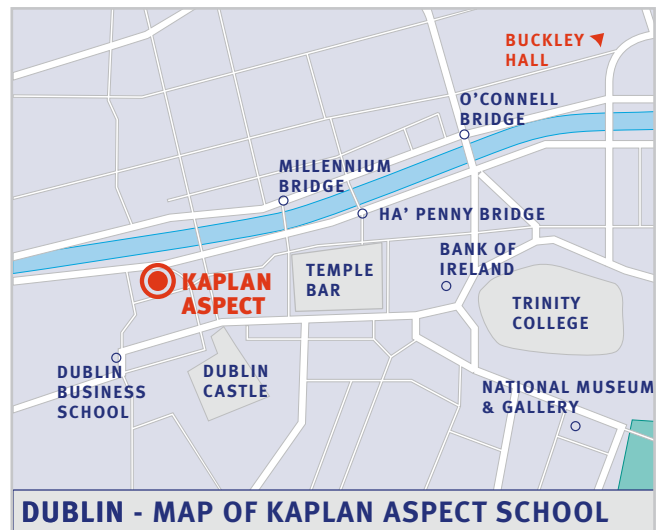 BUCKLEY
HALL
O'CONNELL
BRIDGE
MILLENNIUM
BRIDGE
HA' PENNY BRIDGE
BANK OF
IRELAND
KAPLAN
ASPECT
TEMPLE
BAR
TRINITY
COLLEGE
DUBLIN
BUSINESS
SCHOOL
DUBLIN
CASTLE
NATIONAL MUSEUM
& GALLERY
DUBLIN - MAP OF KAPLAN ASPECT SCHOOL